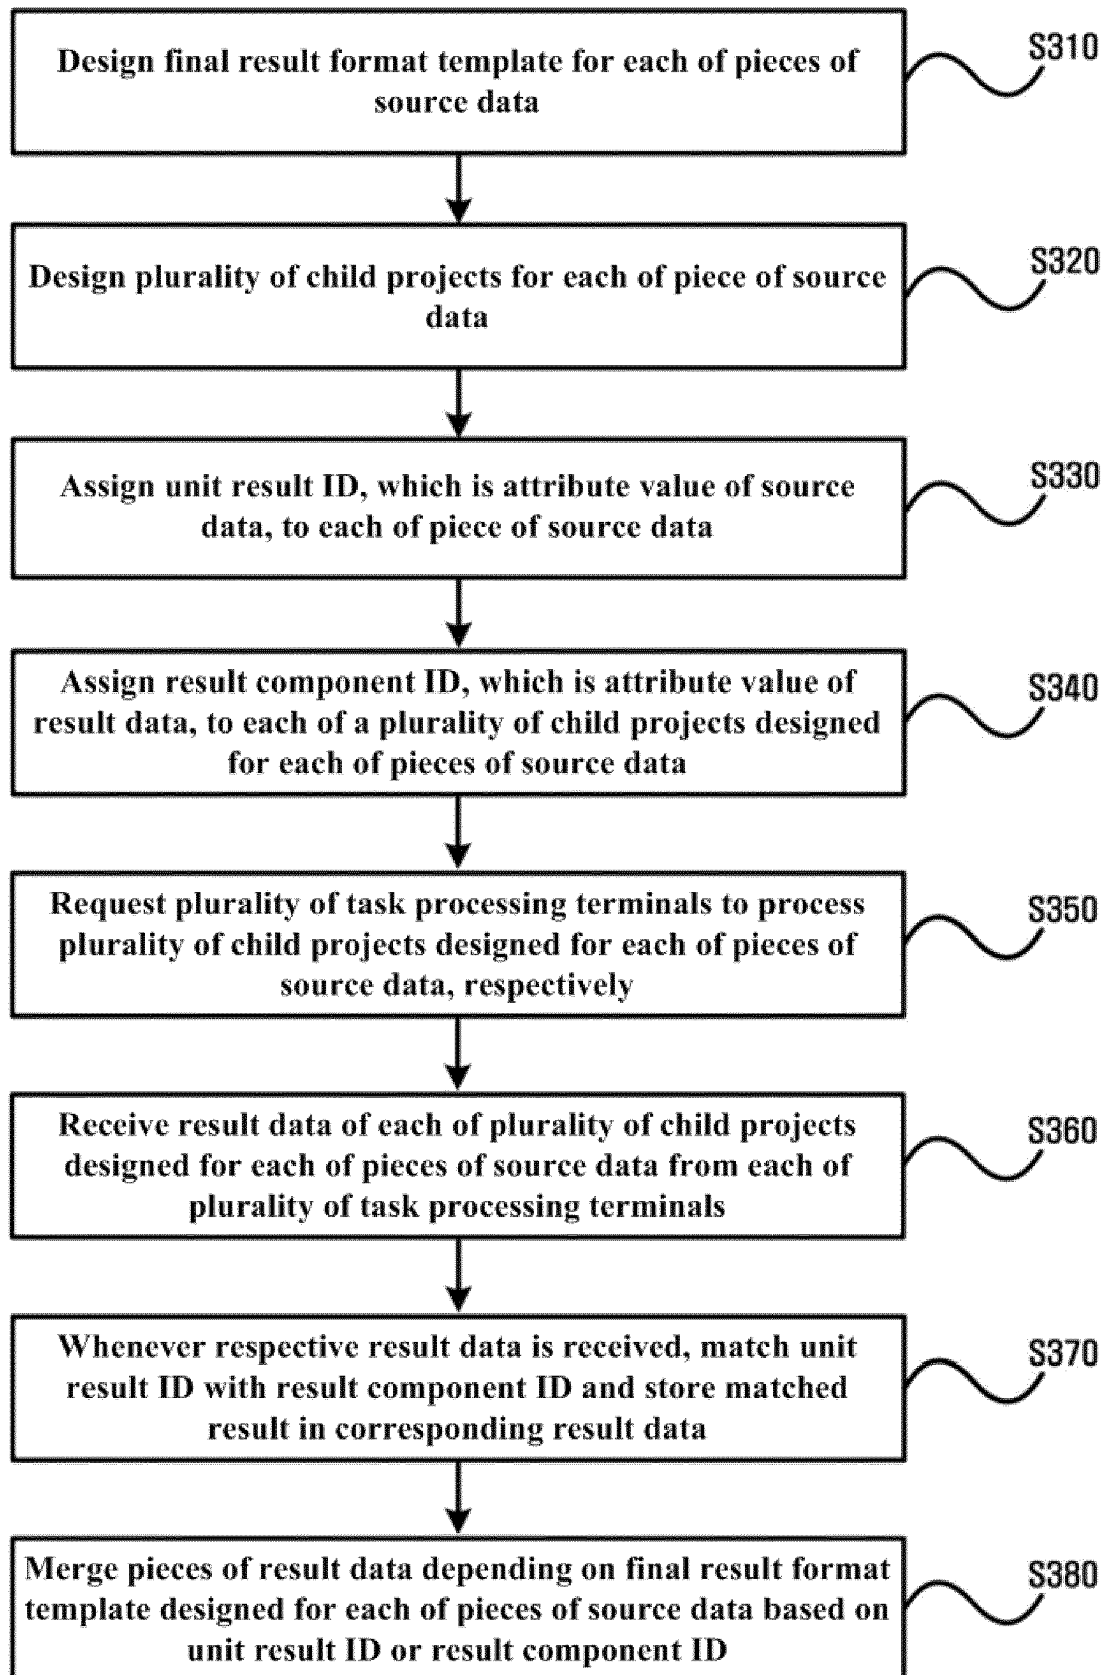 Design final result format template for each of pieces of
source data
S310
Design plurality of child projects for each of piece of source
data
S320
Assign unit result ID, which is attribute value of source
data, to each of piece of source data
S330
Assign result component ID, which is attribute value of
result data, to each of a plurality of child projects designed
for each of pieces of source data
S340
Request plurality of task processing terminals to process
plurality of child projects designed for each of pieces of
source data, respectively
S350
Receive result data of each of plurality of child projects
designed for each of pieces of source data from each of
plurality of task processing terminals
S360
Whenever respective result data is received, match unit
result ID with result component ID and store matched
result in corresponding result data
S370
Merge pieces of result data depending on final result format
template designed for each of pieces of source data based on
unit result ID or result component ID
S380